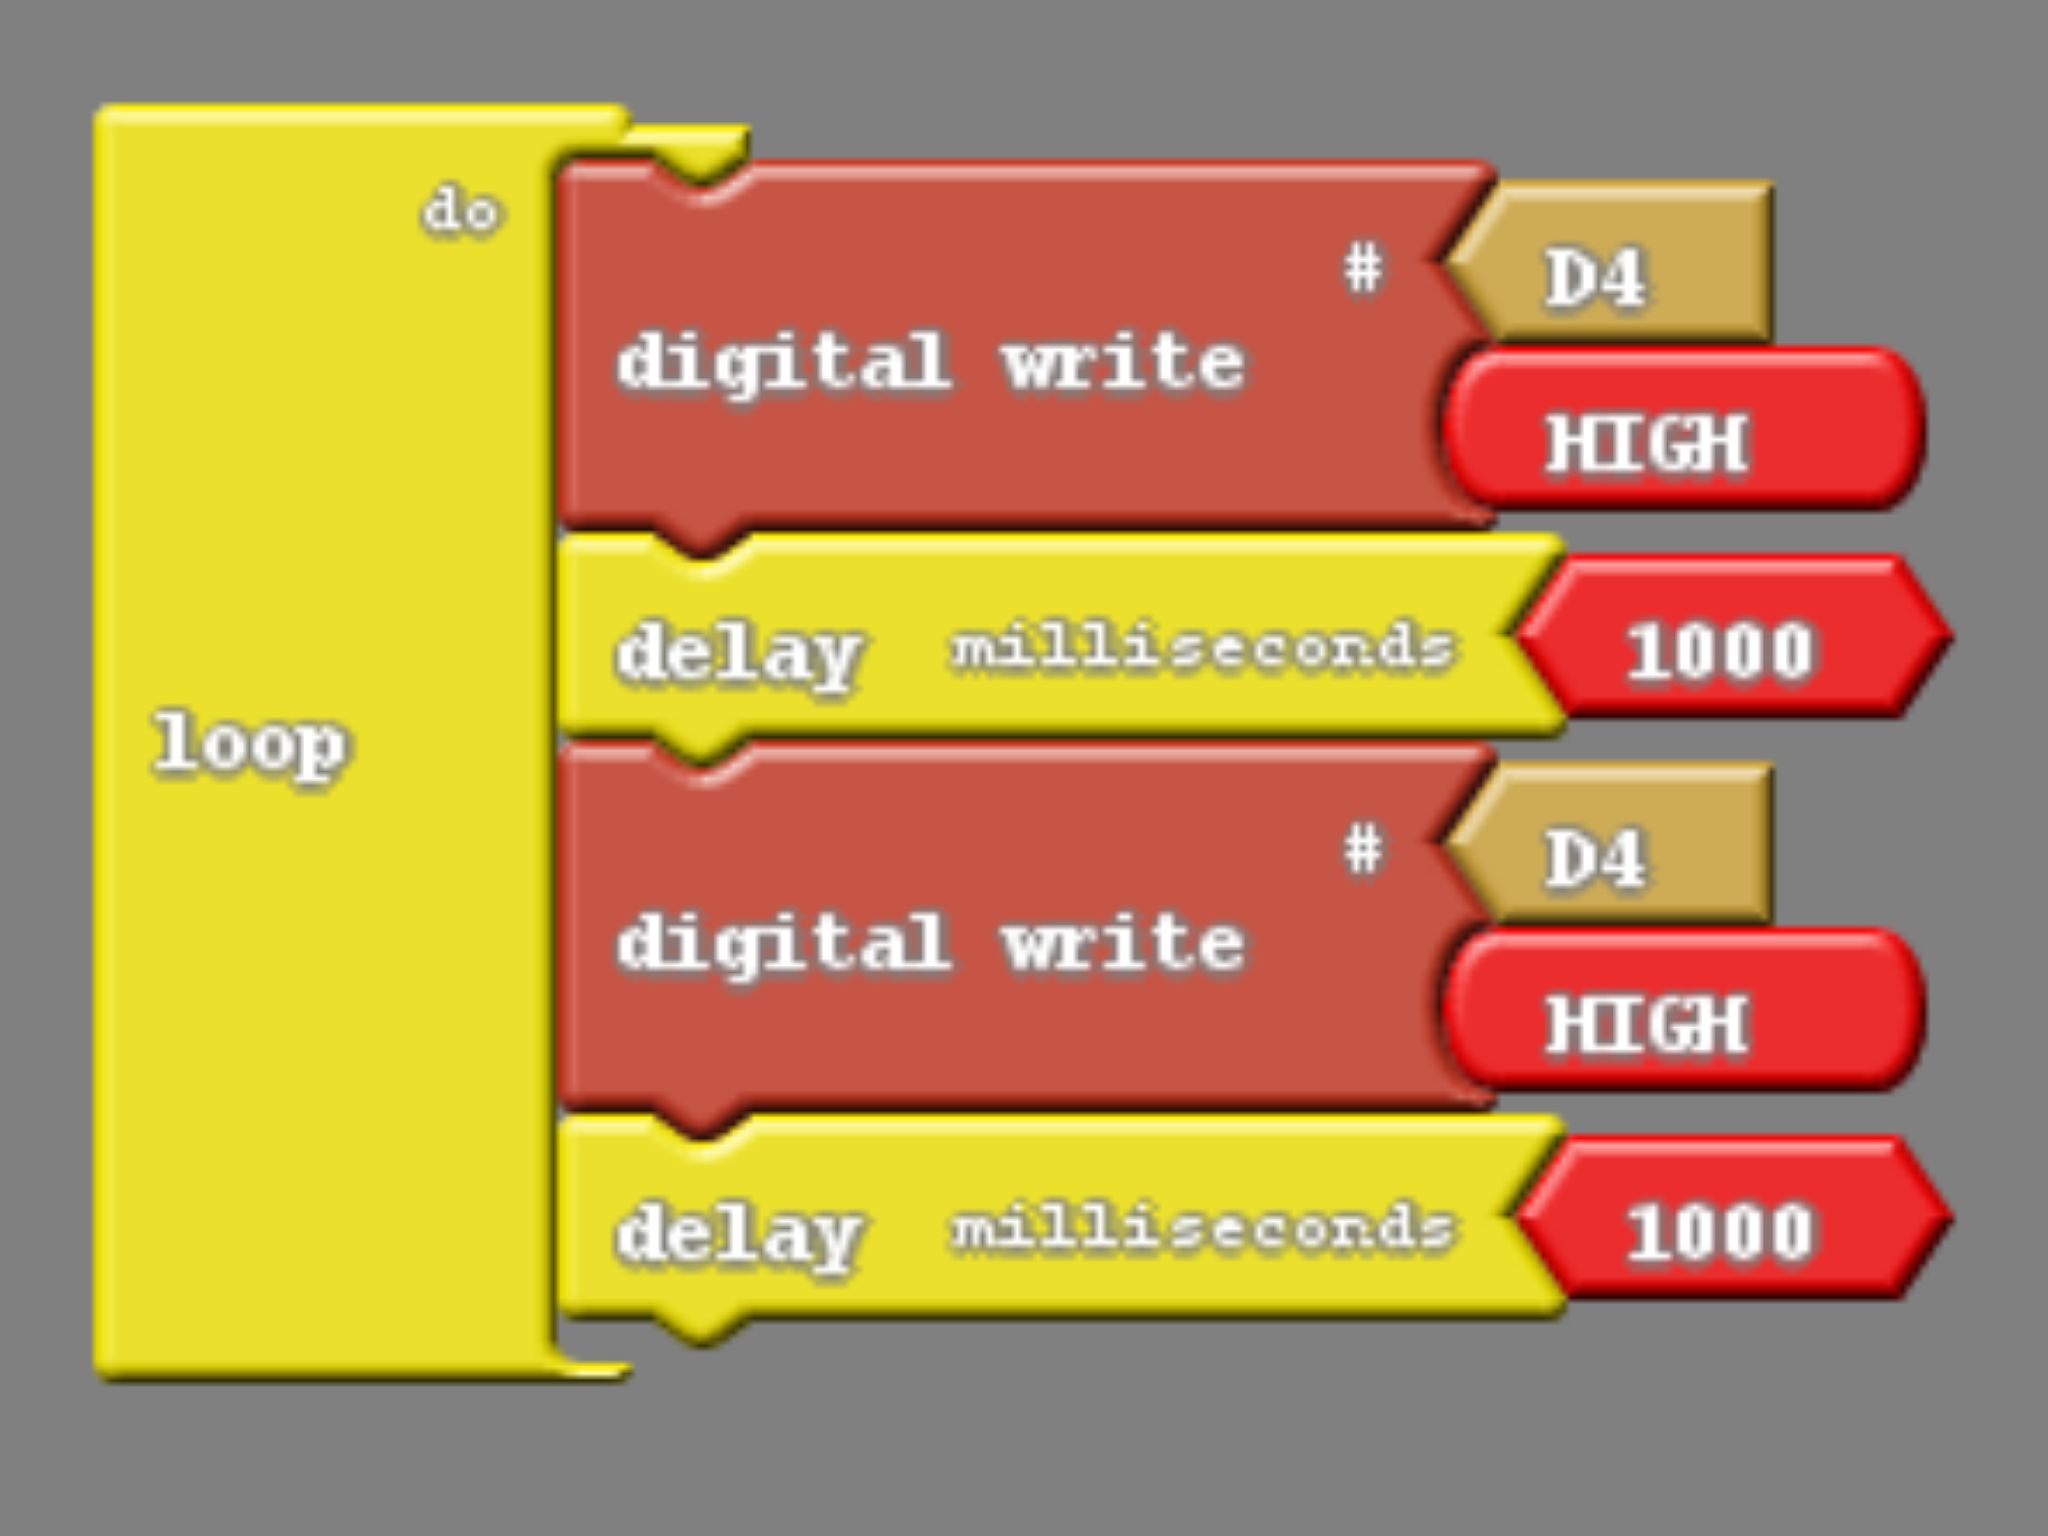 do
#
D4
digital write
HIGH
delay milliseconds 1000
loop
#
D4
digital write
HIGH
delay milliseconds 1000